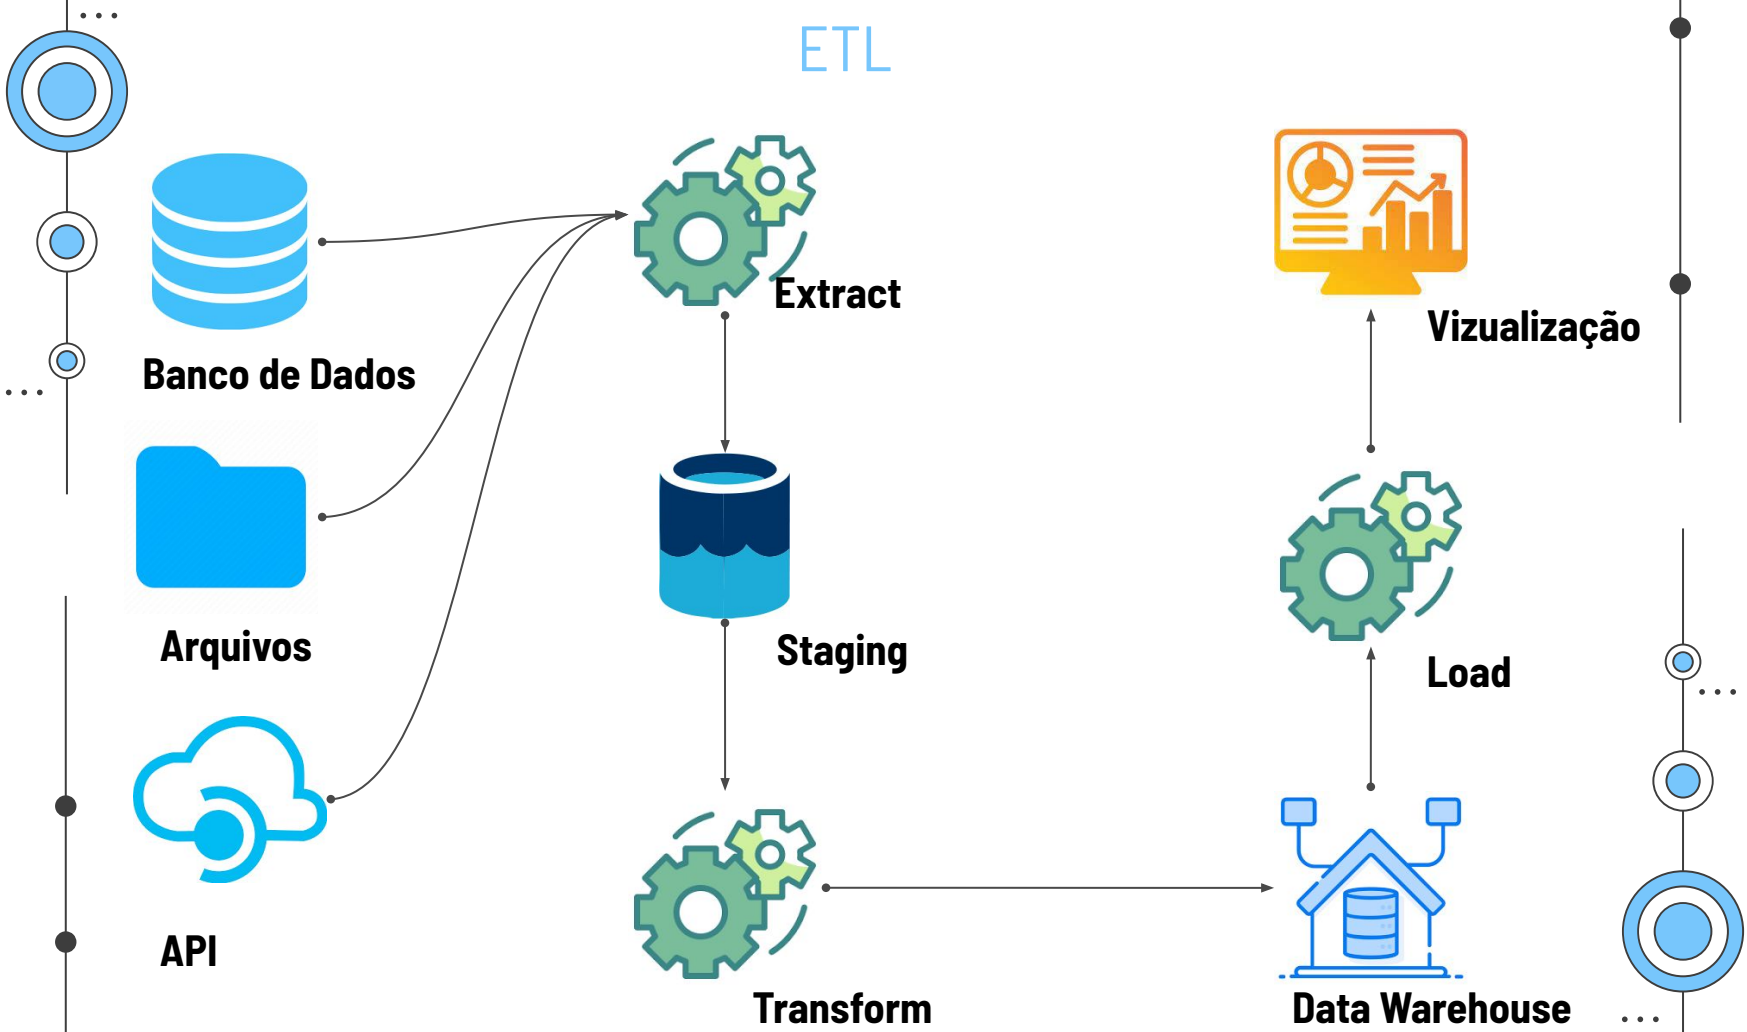 ETL
Banco de Dados
Arquivos
API
Extract
Staging
Transform
Vizualização
Load
Data Warehouse